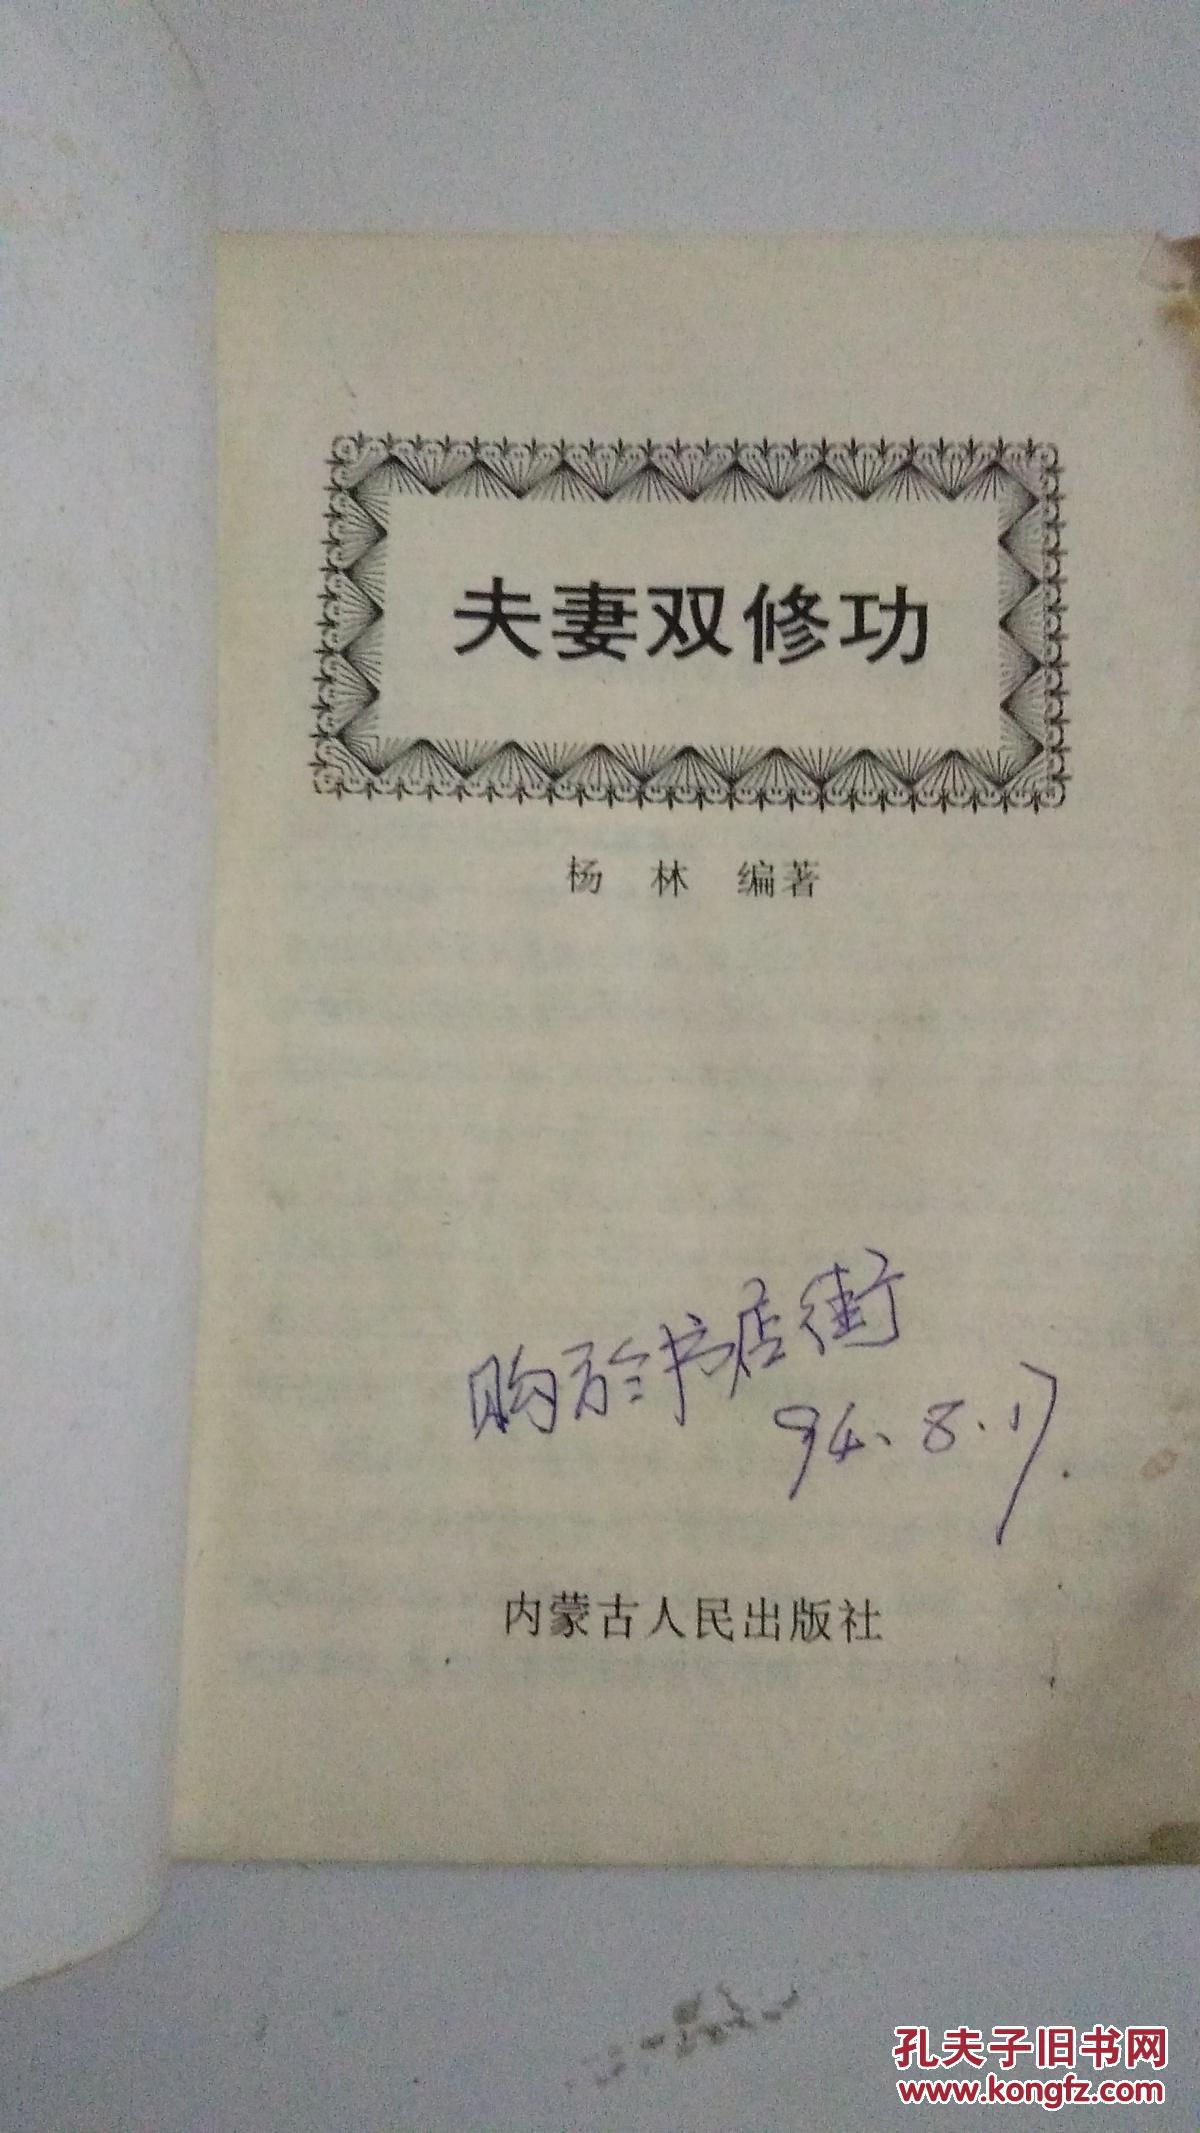 夫妻双修功
杨 林 编著
购於书店街
94.8.17
内蒙古人民出版社
孔夫子旧书网
www.kongfz.com